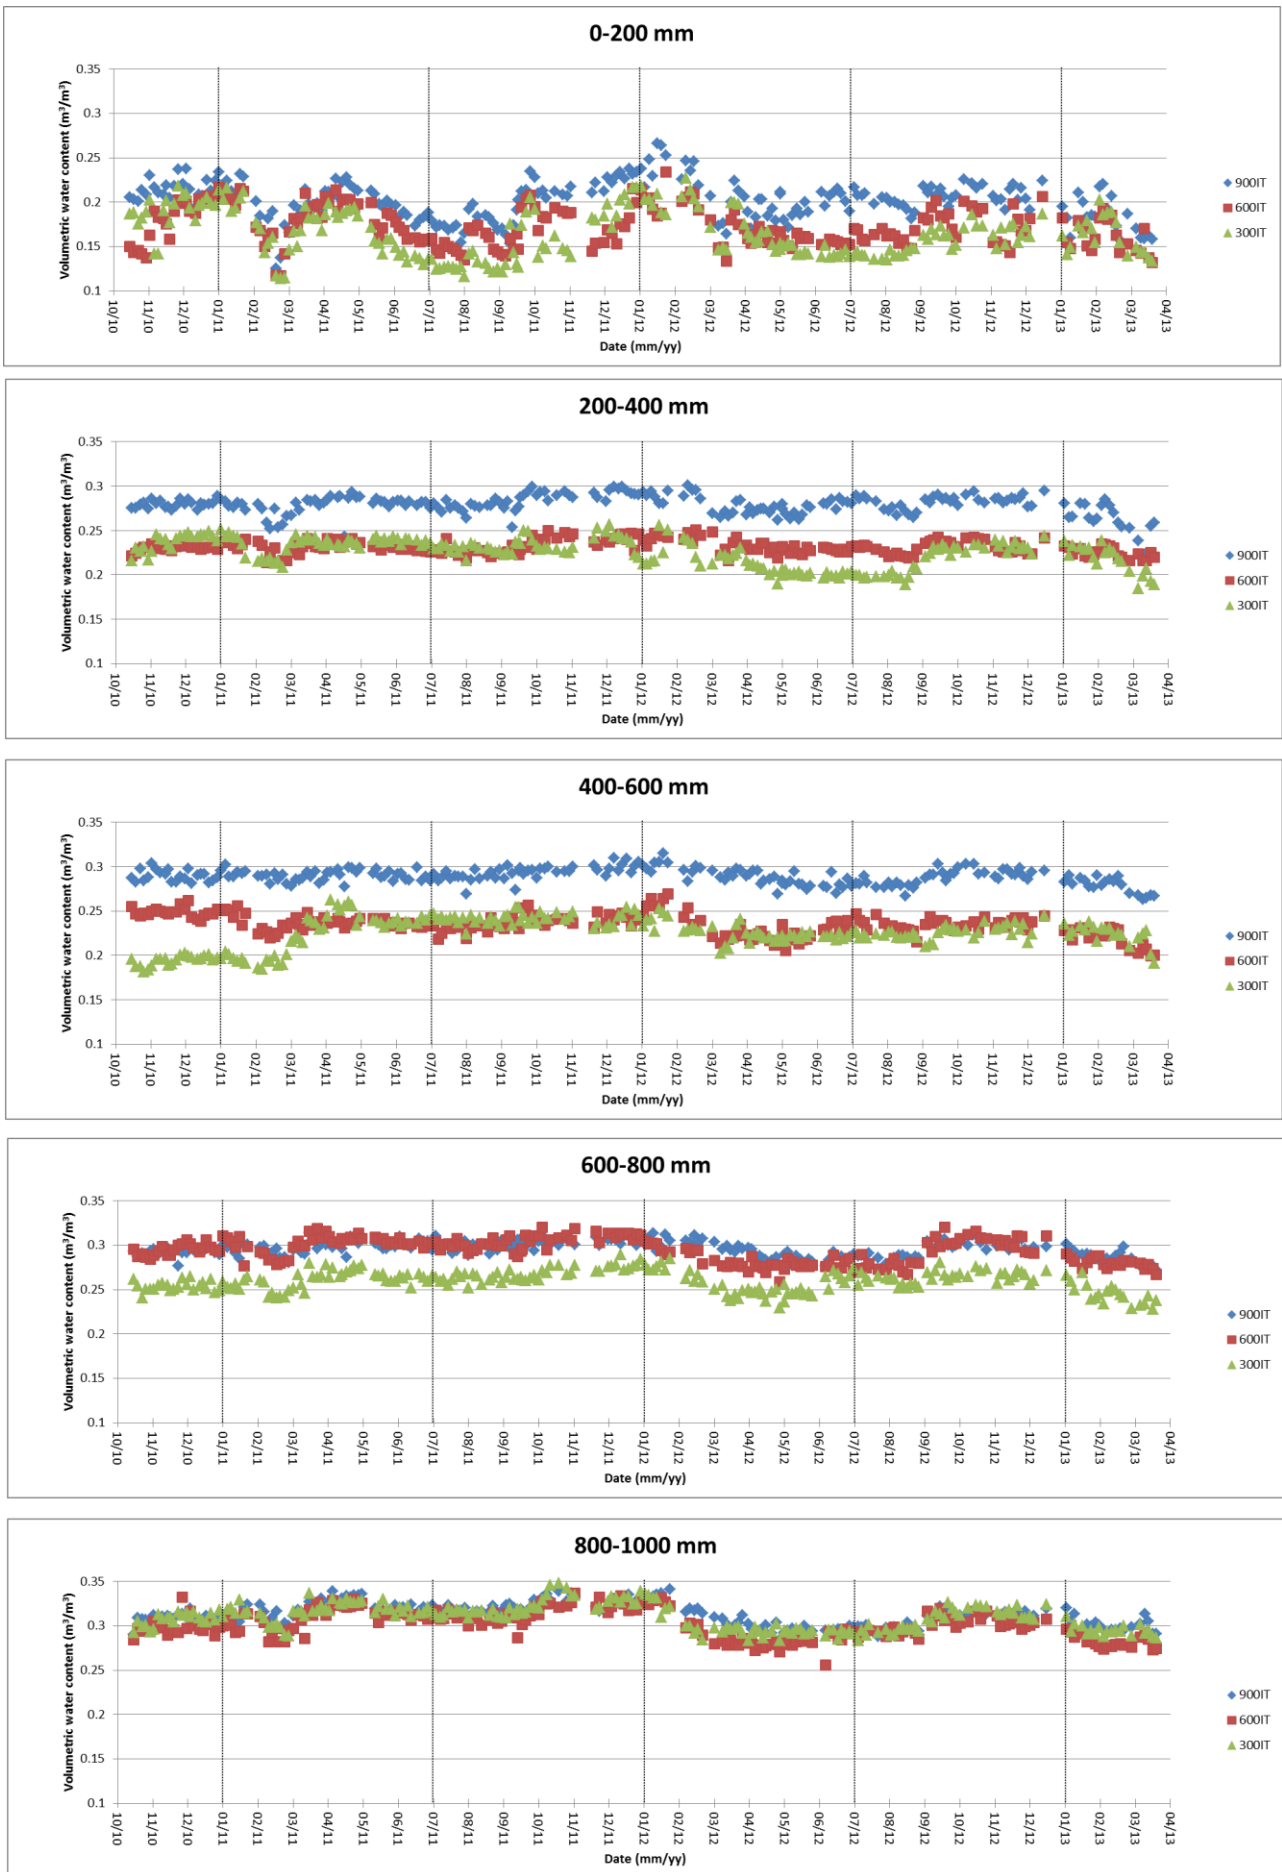 0-200 mm
Volumetric water content (m³/m³)
0.35
0.3
0.25
0.2
0.15
0.1
10/10 11/10 12/10 01/11 02/11 03/11 04/11 05/11 06/11 07/11 08/11 09/11 10/11 11/11 12/11 01/12 02/12 03/12 04/12 05/12 06/12 07/12 08/12 09/12 10/12 11/12 12/12 01/13 02/13 03/13 04/13
Date (mm/yy)
900IT
600IT
300IT
200-400 mm
Volumetric water content (m³/m³)
0.35
0.3
0.25
0.2
0.15
0.1
10/10 11/10 12/10 01/11 02/11 03/11 04/11 05/11 06/11 07/11 08/11 09/11 10/11 11/11 12/11 01/12 02/12 03/12 04/12 05/12 06/12 07/12 08/12 09/12 10/12 11/12 12/12 01/13 02/13 03/13 04/13
Date (mm/yy)
900IT
600IT
300IT
400-600 mm
Volumetric water content (m³/m³)
0.35
0.3
0.25
0.2
0.15
0.1
10/10 11/10 12/10 01/11 02/11 03/11 04/11 05/11 06/11 07/11 08/11 09/11 10/11 11/11 12/11 01/12 02/12 03/12 04/12 05/12 06/12 07/12 08/12 09/12 10/12 11/12 12/12 01/13 02/13 03/13 04/13
Date (mm/yy)
900IT
600IT
300IT
600-800 mm
Volumetric water content (m³/m³)
0.35
0.3
0.25
0.2
0.15
0.1
10/10 11/10 12/10 01/11 02/11 03/11 04/11 05/11 06/11 07/11 08/11 09/11 10/11 11/11 12/11 01/12 02/12 03/12 04/12 05/12 06/12 07/12 08/12 09/12 10/12 11/12 12/12 01/13 02/13 03/13 04/13
Date (mm/yy)
900IT
600IT
300IT
800-1000 mm
Volumetric water content (m³/m³)
0.35
0.3
0.25
0.2
0.15
0.1
10/10 11/10 12/10 01/11 02/11 03/11 04/11 05/11 06/11 07/11 08/11 09/11 10/11 11/11 12/11 01/12 02/12 03/12 04/12 05/12 06/12 07/12 08/12 09/12 10/12 11/12 12/12 01/13 02/13 03/13 04/13
Date (mm/yy)
900IT
600IT
300IT